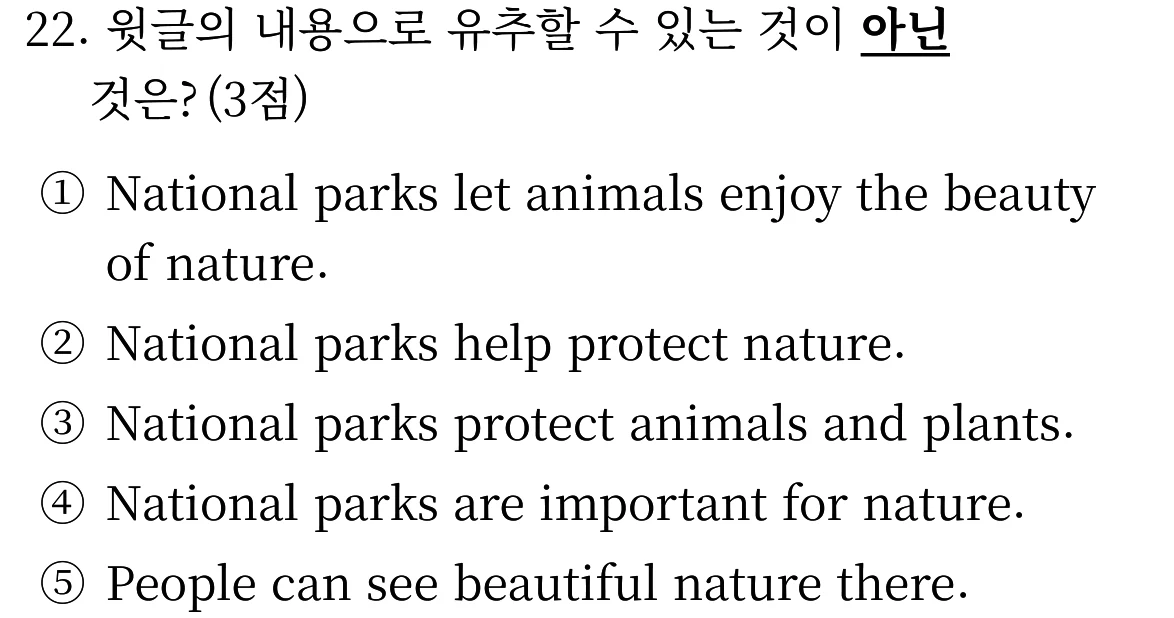 22. 윗글의 내용으로 유추할 수 있는 것이 아닌
것은? (3점)
① National parks let animals enjoy the beauty
of nature.
② National parks help protect nature.
③ National parks protect animals and plants.
④ National parks are important for nature.
⑤ People can see beautiful nature there.